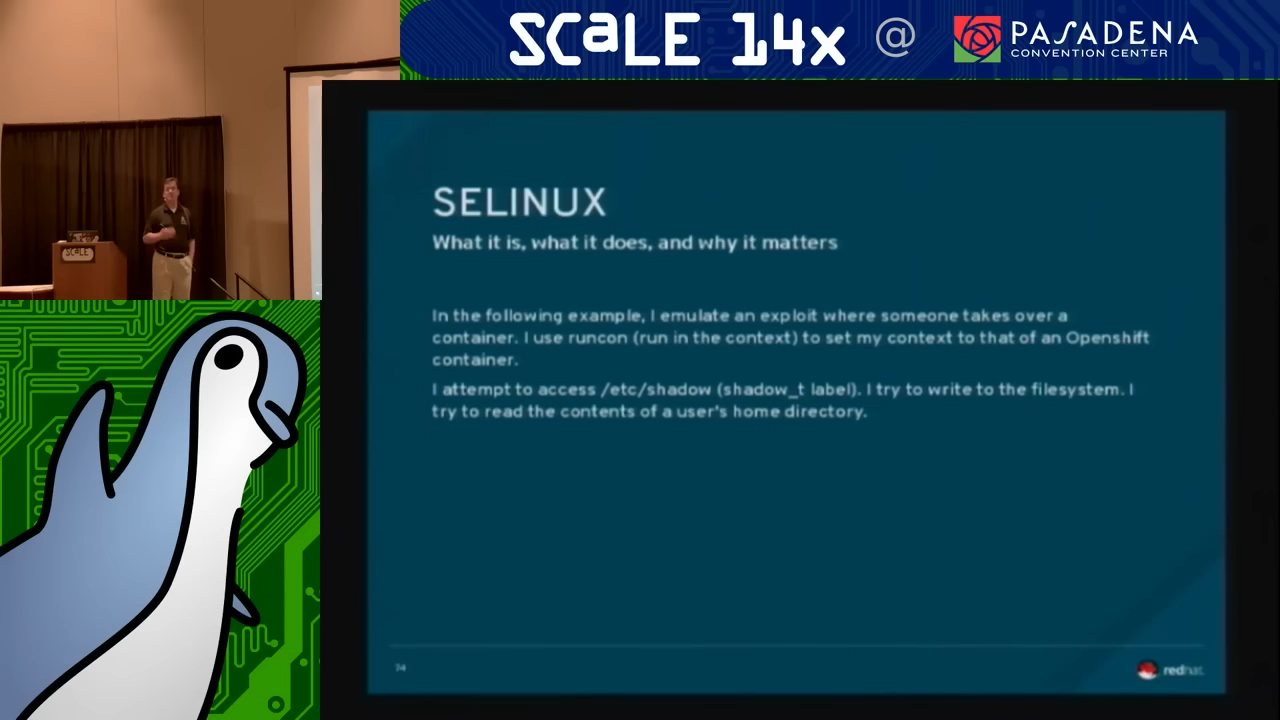 SCaLE 14x @ PASADENA
CONVENTION CENTER
SCALE
SELINUX
What it is, what it does, and why it matters
In the following example, I emulate an exploit where someone takes over a
container. I use runcon (run in the context) to set my context to that of an Openshift
container.
I attempt to access /etc/shadow (shadow_t label). I try to write to the filesystem. I
try to read the contents of a user's home directory.
74
redhat